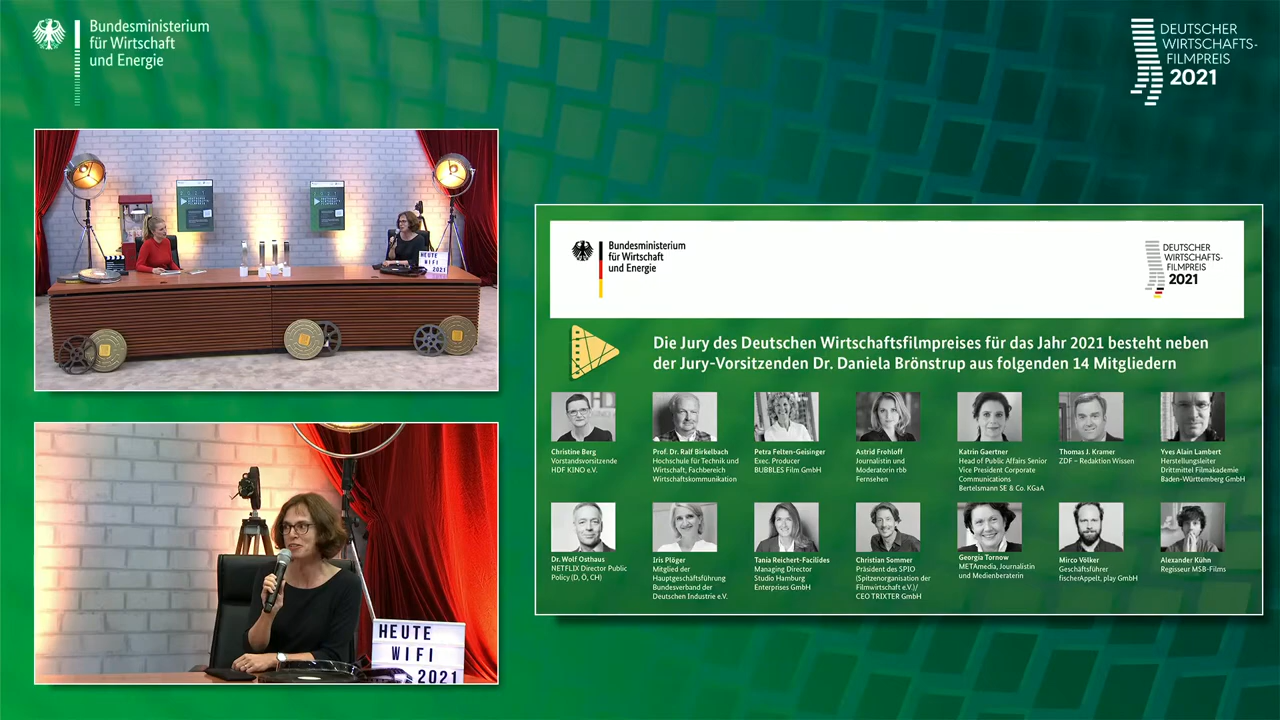 Bundesministerium
für Wirtschaft
und Energie
DEUTSCHER
WIRTSCHAFTS-
FILMPREIS
2021
HEUTE
WIFI
2021
HEUTE
WIFI
2021
Bundesministerium
für Wirtschaft
und Energie
DEUTSCHER
WIRTSCHAFTS-
FILMPREIS
2021
Die Jury des Deutschen Wirtschaftsfilmpreises für das Jahr 2021 besteht neben
der Jury-Vorsitzenden Dr. Daniela Brönstrup aus folgenden 14 Mitgliedern
Christine Berg
Vorstandsvorsitzende
HDF KINO e.V.
Prof. Dr. Ralf Birkelbach
Hochschule für Technik und
Wirtschaft, Fachbereich
Wirtschaftskommunikation
Petra Felten-Geisinger
Exec. Producer
BUBBLES Film GmbH
Astrid Frohloff
Journalistin und
Moderatorin rbb
Fernsehen
Katrin Gaertner
Head of Public Affairs Senior
Vice President Corporate
Communications
Bertelsmann SE & Co. KGaA
Thomas J. Kramer
ZDF – Redaktion Wissen
Yves Alain Lambert
Herstellungsleiter
Drittmittel Filmakademie
Baden-Württemberg GmbH
Dr. Wolf Osthaus
NETFLIX Director Public
Policy (D, Ö, CH)
Iris Plöger
Mitglied der
Hauptgeschäftsführung
Bundesverband der
Deutschen Industrie e.V.
Tania Reichert-Facilides
Managing Director
Studio Hamburg
Enterprises GmbH
Christian Sommer
Präsident des SPIO
(Spitzenorganisation der
Filmwirtschaft e.V.)/
CEO TRIXTER GmbH
Georgia Tornow
METAmedia, Journalistin
und Medienberaterin
Mirco Völker
Geschäftsführer
fischerAppelt, play GmbH
Alexander Kühn
Regisseur MSB-Films